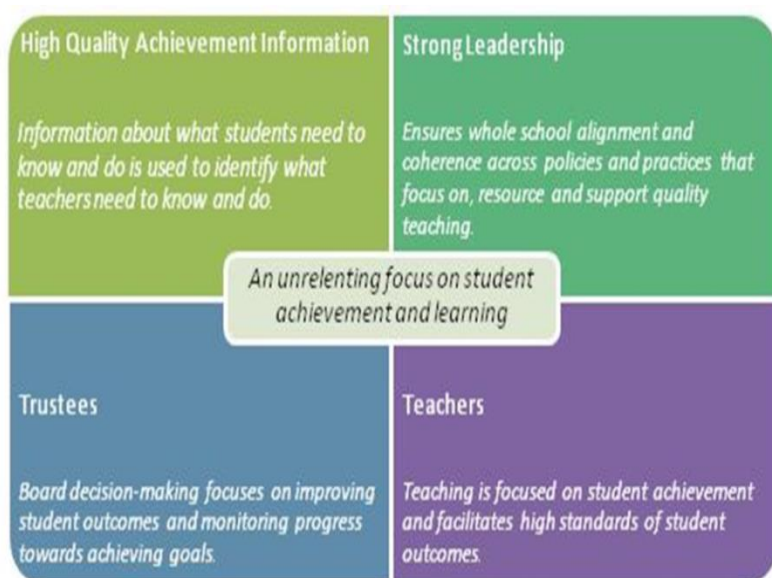 High Quality Achievement Information
Information about what students need to
know and do is used to identify what
teachers need to know and do.
Strong Leadership
Ensures whole school alignment and
coherence across policies and practices that
focus on, resource and support quality
teaching.
An unrelenting focus on student
achievement and learning
Trustees
Board decision-making focuses on improving
student outcomes and monitoring progress
towards achieving goals.
Teachers
Teaching is focused on student achievement
and facilitates high standards of student
outcomes.